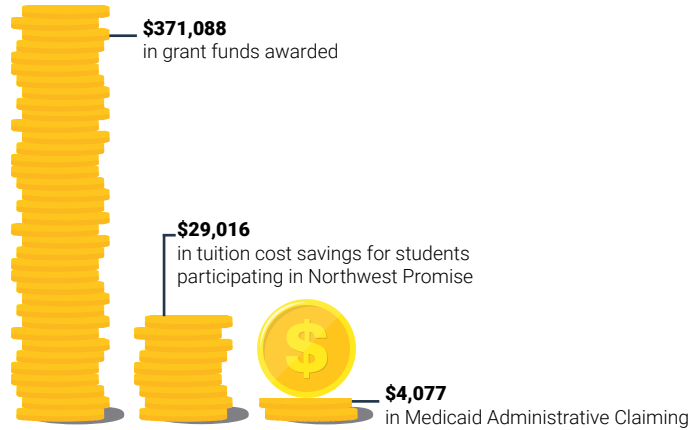 $371,088
in grant funds awarded
$29,016
in tuition cost savings for students
participating in Northwest Promise
$
$4,077
in Medicaid Administrative Claiming